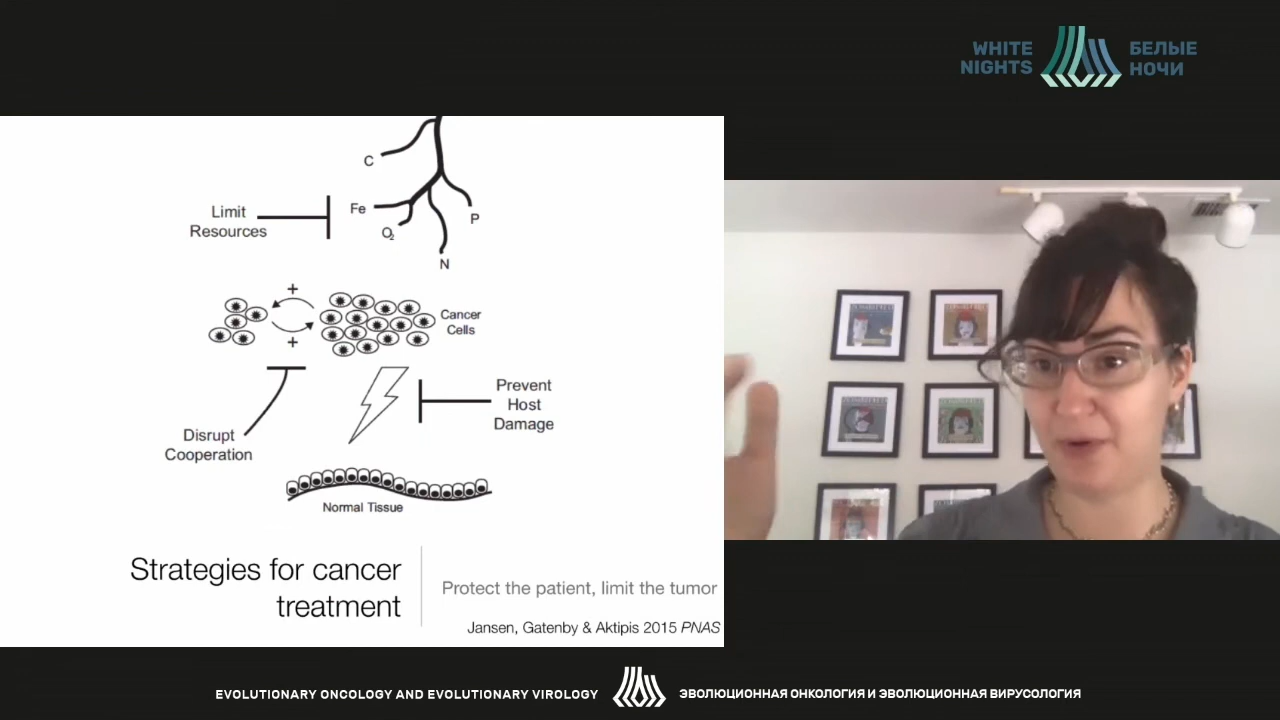 WHITE
NIGHTS
БЕЛЫЕ
НОЧИ
C
Limit
Resources
Fe
O₂
P
N
+
+
Cancer
Cells
Prevent
Host
Damage
Disrupt
Cooperation
Normal Tissue
Strategies for cancer
treatment
Protect the patient, limit the tumor
Jansen, Gatenby & Aktipis 2015 PNAS
EVOLUTIONARY ONCOLOGY AND EVOLUTIONARY VIROLOGY
ЭВОЛЮЦИОННАЯ ОНКОЛОГИЯ И ЭВОЛЮЦИОННАЯ ВИРУСОЛОГИЯ